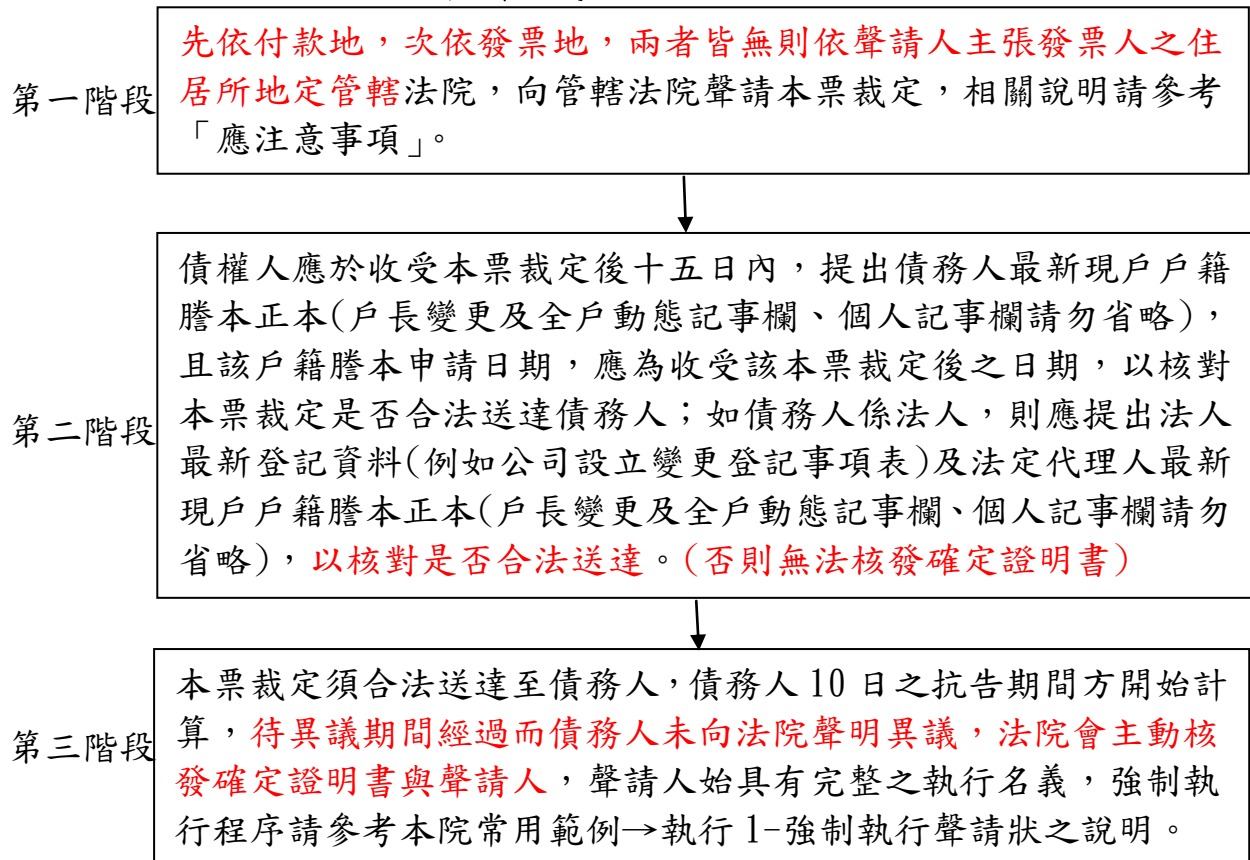 第一階段
先依付款地，次依發票地，兩者皆無則依聲請人主張發票人之住
居所地定管轄法院，向管轄法院聲請本票裁定，相關說明請參考
「應注意事項」。
第二階段
債權人應於收受本票裁定後十五日內，提出債務人最新現戶戶籍
謄本正本(戶長變更及全戶動態記事欄、個人記事欄請勿省略)，
且該戶籍謄本申請日期，應為收受該本票裁定後之日期，以核對
本票裁定是否合法送達債務人；如債務人係法人，則應提出法人
最新登記資料(例如公司設立變更登記事項表)及法定代理人最新
現戶戶籍謄本正本(戶長變更及全戶動態記事欄、個人記事欄請勿
省略)，以核對是否合法送達。(否則無法核發確定證明書)
第三階段
本票裁定須合法送達至債務人，債務人10日之抗告期間方開始計
算，待異議期間經過而債務人未向法院聲明異議，法院會主動核
發確定證明書與聲請人，聲請人始具有完整之執行名義，強制執
行程序請參考本院常用範例→執行1-強制執行聲請狀之說明。